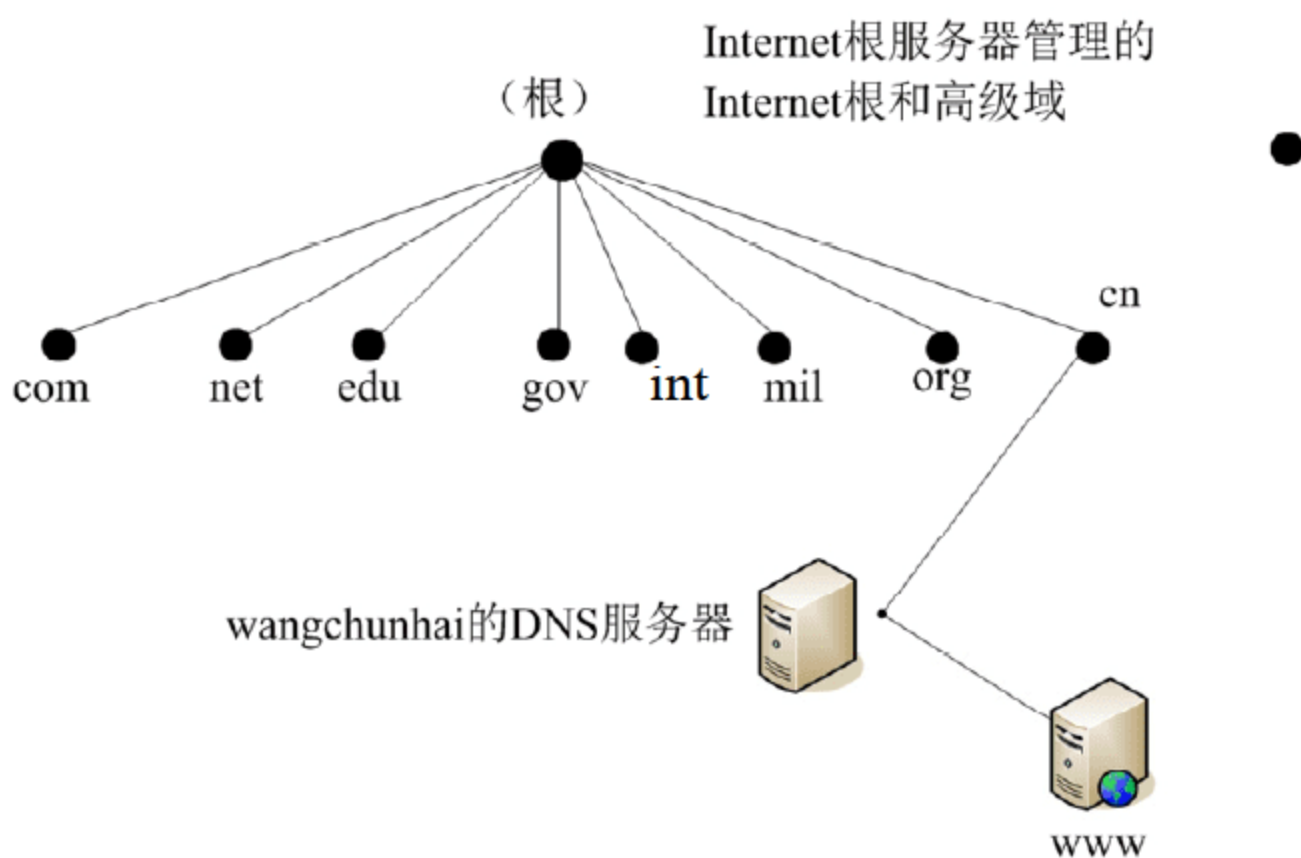 Internet根服务器管理的
Internet根和高级域
（根）
cn
com
net
edu
gov
int
mil
org
wangchunhai的DNS服务器
www